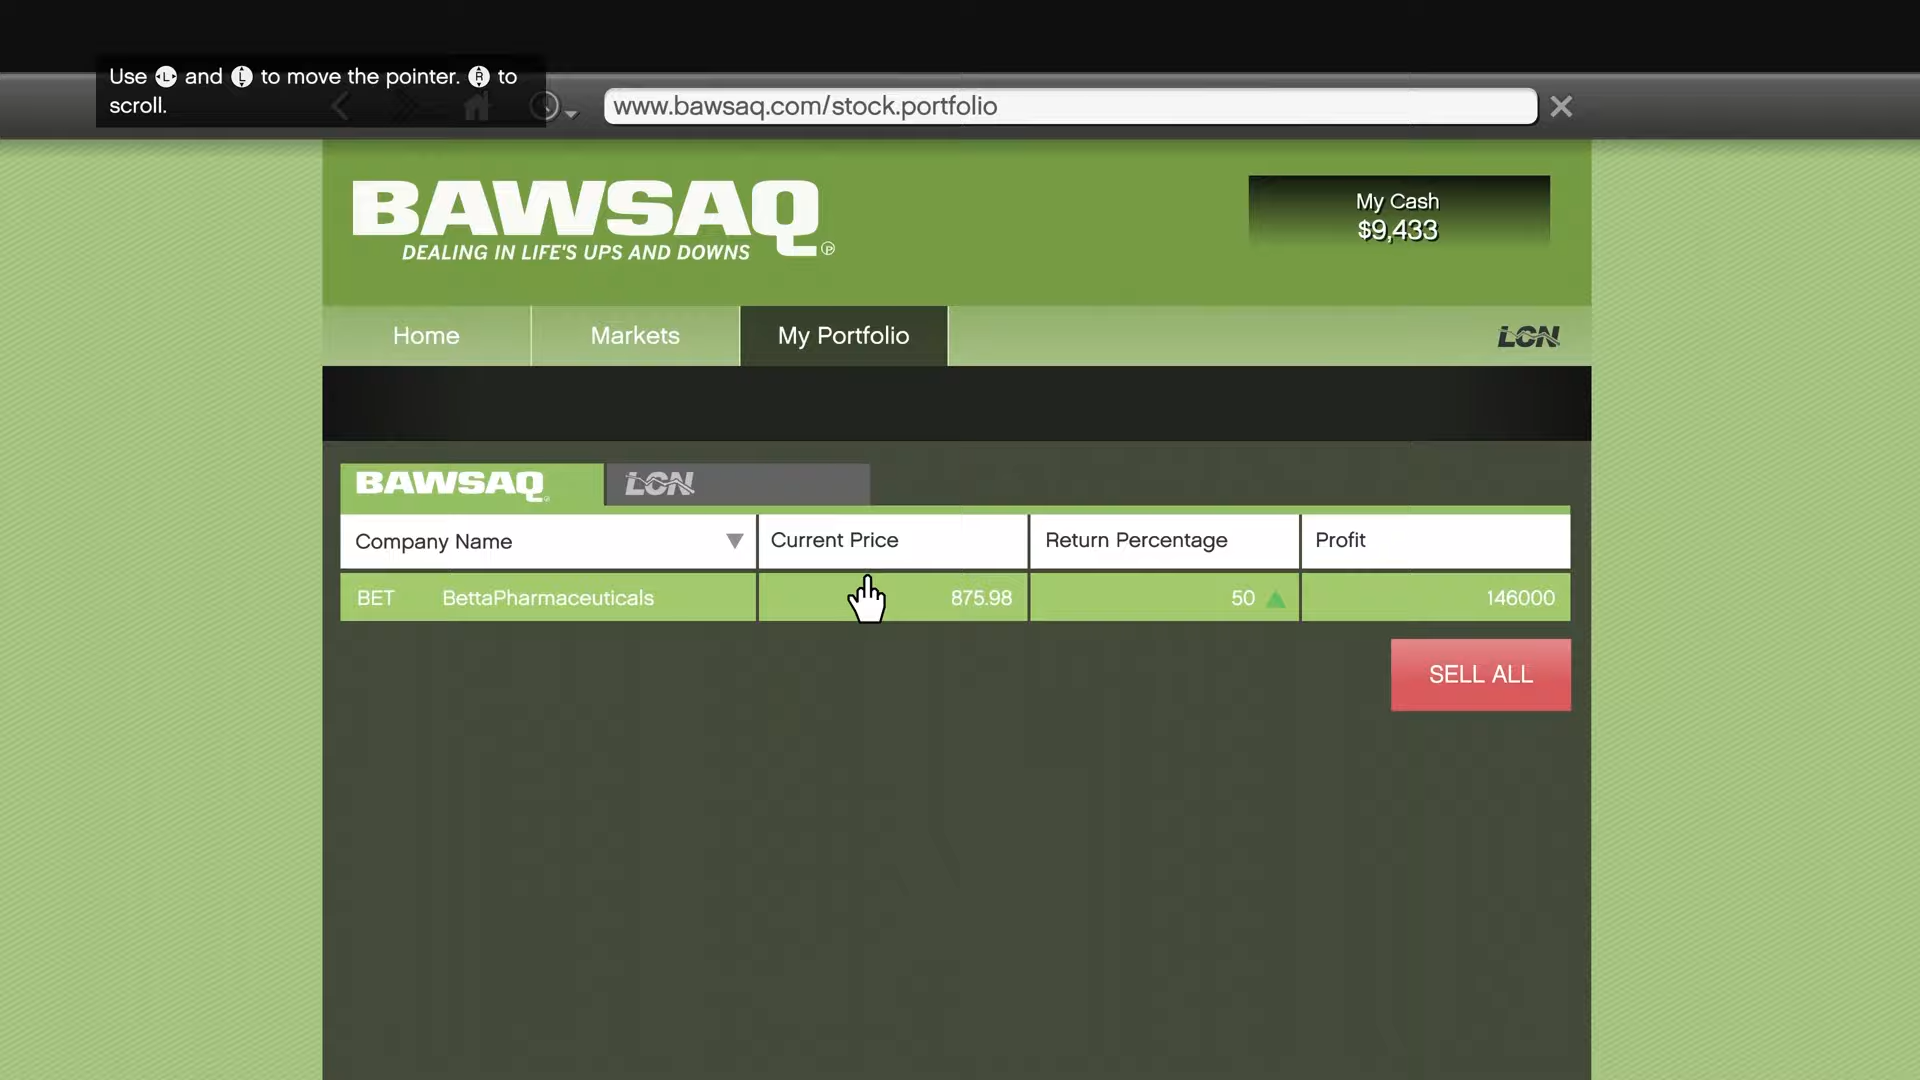 Use L and L to move the pointer. R to
scroll.
www.bawsaq.com/stock.portfolio
BAWSAQ
DEALING IN LIFE'S UPS AND DOWNS
My Cash
$9,433
Home
Markets
My Portfolio
LCN
BAWSAQ
LCN
Company Name
Current Price
Return Percentage
Profit
BET
BettaPharmaceuticals
875.98
50
146000
SELL ALL